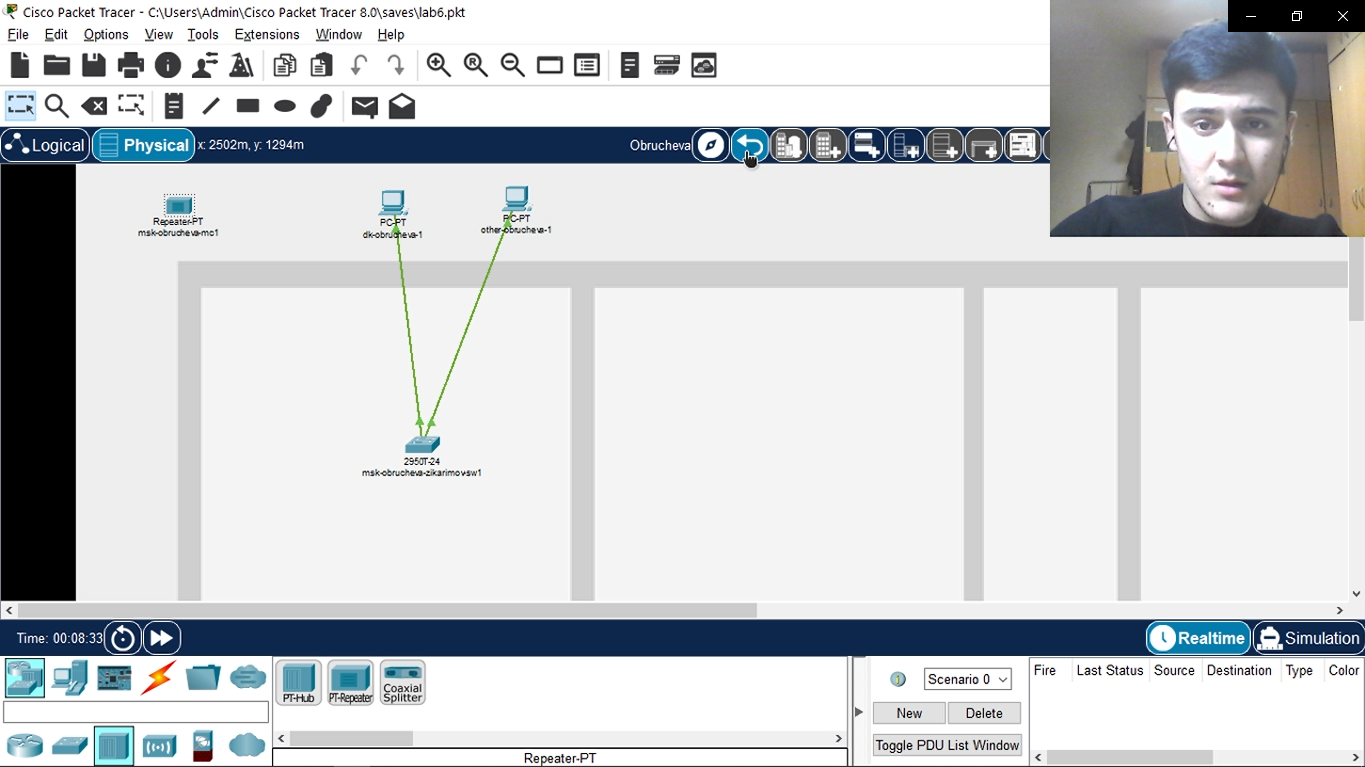 Cisco Packet Tracer - C:\Users\Admin\Cisco Packet Tracer 8.0\saves\lab6.pkt
File Edit Options View Tools Extensions Window Help
Logical Physical x: 2502m, y: 1294m Obrucheva
Repeater-PT
msk-obrucheva-mc1
PC-PT
dk-obrucheva-1
PC-PT
other-obrucheva-1
2950T-24
msk-obrucheva-zikarimov-sw1
Time: 00:08:33 Realtime Simulation
PT-Hub PT-Repeater Coaxial Splitter
Repeater-PT
Scenario 0
New Delete
Toggle PDU List Window
Fire Last Status Source Destination Type Color